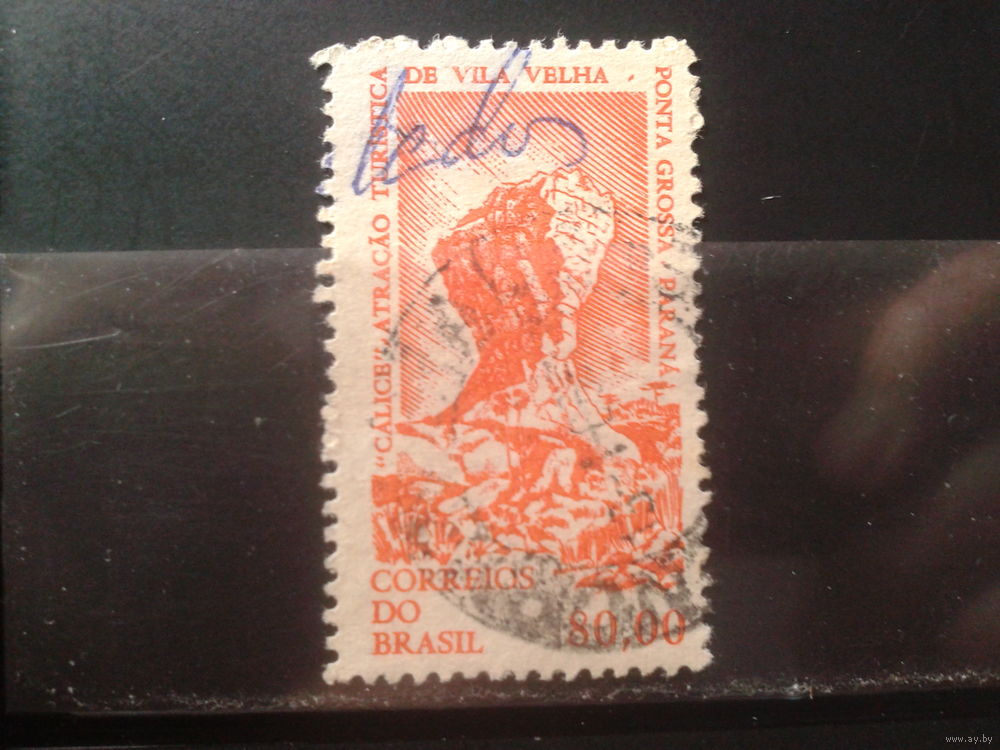 "CÁLICE" ATRAÇÃO TURÍSTICA
DE VILA VELHA .
PONTA GROSSA / PARANÁ
CORREIOS
DO
BRASIL
80,00
www.ay.by